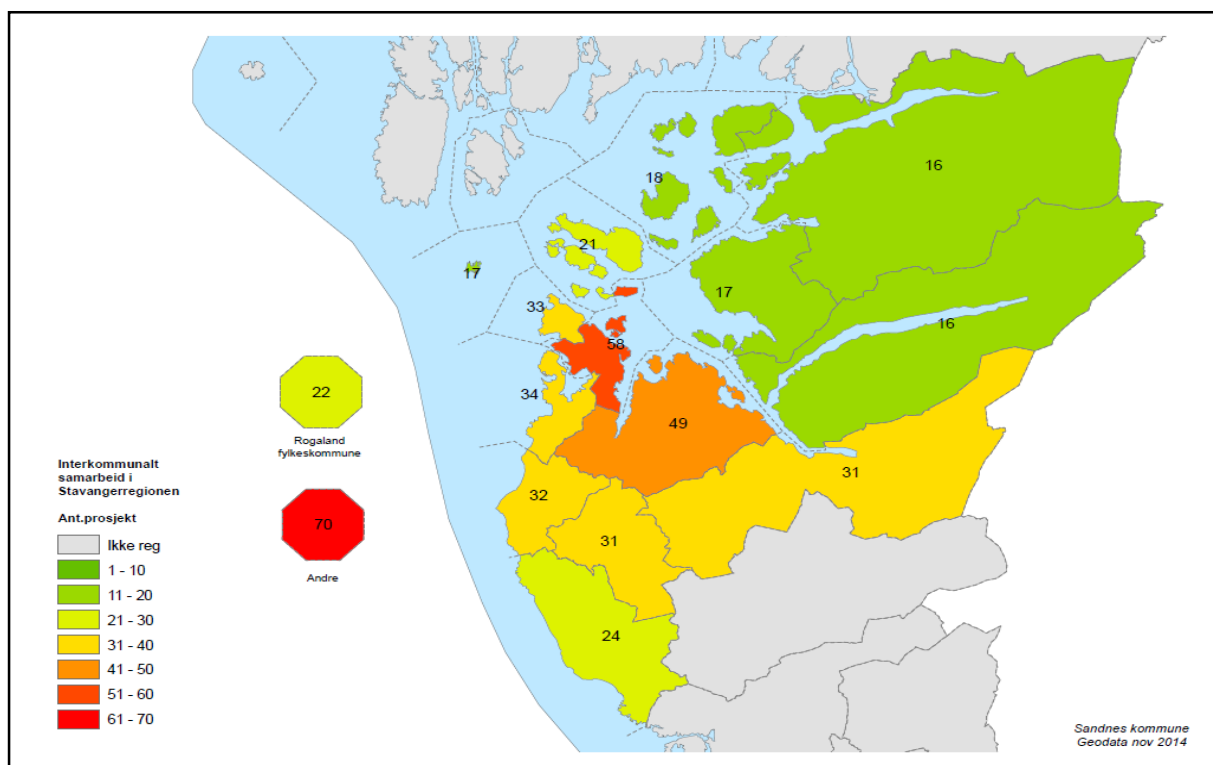 16
18
21
17
17
33
16
58
22
34
49
Rogaland
fylkeskommune
31
Interkommunalt
samarbeid i
Stavangerregionen
32
70
Ant.prosjekt
31
Ikke reg
Andre
1 - 10
11 - 20
21 - 30
24
31 - 40
41 - 50
51 - 60
61 - 70
Sandnes kommune
Geodata nov 2014